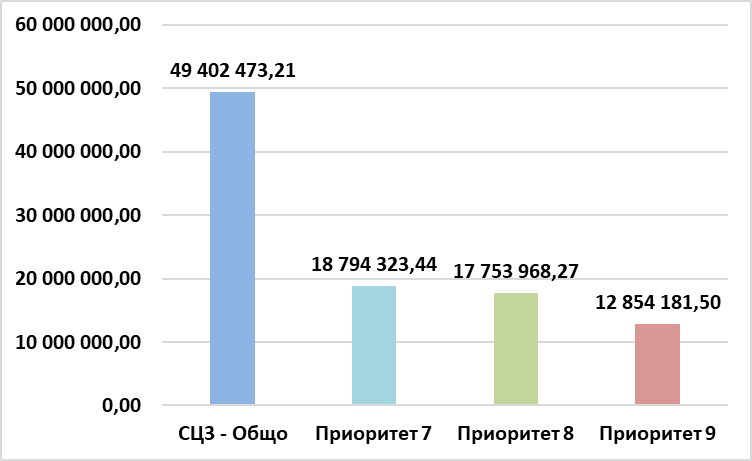 60 000 000,00
50 000 000,00
40 000 000,00
30 000 000,00
20 000 000,00
10 000 000,00
0,00
49 402 473,21
18 794 323,44
17 753 968,27
12 854 181,50
СЦ3 - Общо
Приоритет 7
Приоритет 8
Приоритет 9